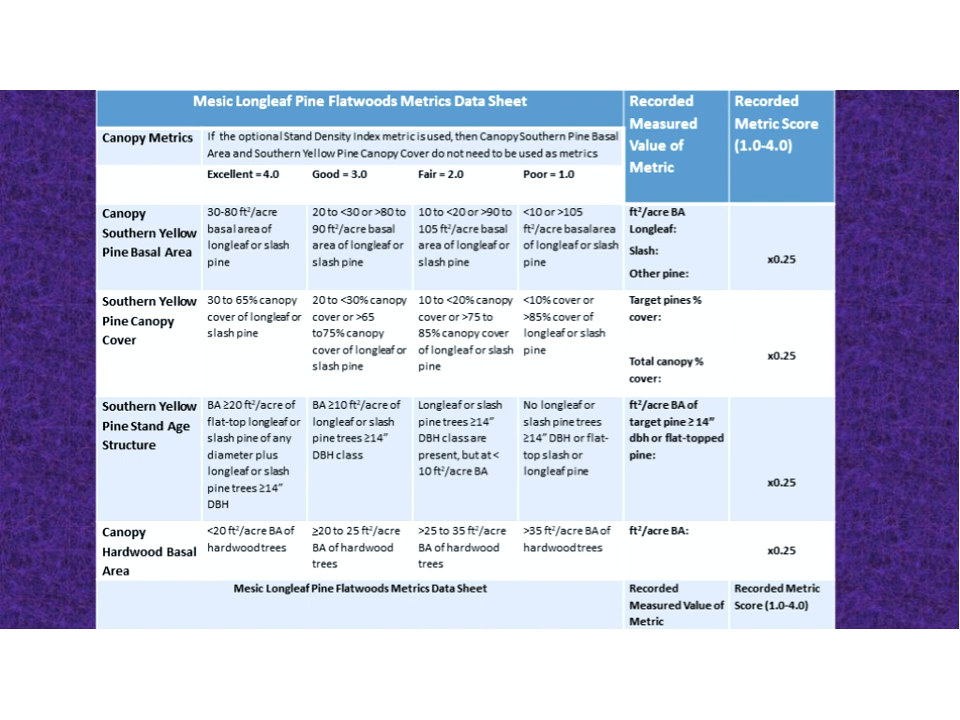 Mesic Longleaf Pine Flatwoods Metrics Data Sheet
Recorded
Measured
Value of
Metric
Recorded
Metric Score
(1.0-4.0)
Canopy Metrics
If the optional Stand Density Index metric is used, then Canopy Southern Pine Basal
Area and Southern Yellow Pine Canopy Cover do not need to be used as metrics
Excellent = 4.0
Good = 3.0
Fair = 2.0
Poor = 1.0
Canopy
Southern Yellow
Pine Basal Area
30-80 ft²/acre
basal area of
longleaf or slash
pine
20 to <30 or >80 to
90 ft²/acre basal
area of longleaf or
slash pine
10 to <20 or >90 to
105 ft²/acre basal
area of longleaf or
slash pine
<10 or >105
ft²/acre basal area
of longleaf or slash
pine
ft²/acre BA
Longleaf:
Slash:
Other pine:
x0.25
Southern Yellow
Pine Canopy
Cover
30 to 65% canopy
cover of longleaf or
slash pine
20 to <30% canopy
cover or >65
to75% canopy
cover of longleaf or
slash pine
10 to <20% canopy
cover or >75 to
85% canopy cover
of longleaf or slash
pine
<10% cover or
>85% cover of
longleaf or slash
pine
Target pines %
cover:
Total canopy %
cover:
x0.25
Southern Yellow
Pine Stand Age
Structure
BA ≥20 ft²/acre of
flat-top longleaf or
slash pine of any
diameter plus
longleaf or slash
pine trees ≥14”
DBH
BA ≥10 ft²/acre of
longleaf or slash
pine trees ≥14”
DBH class
Longleaf or slash
pine trees ≥14”
DBH class are
present, but at <
10 ft²/acre BA
No longleaf or
slash pine trees
≥14” DBH or flat-
top slash or
longleaf pine
ft²/acre BA of
target pine ≥ 14”
dbh or flat-topped
pine:
x0.25
Canopy
Hardwood Basal
Area
<20 ft²/acre BA of
hardwood trees
≥20 to 25 ft²/acre
BA of hardwood
trees
>25 to 35 ft²/acre
BA of hardwood
trees
>35 ft²/acre BA of
hardwood trees
ft²/acre BA:
x0.25
Mesic Longleaf Pine Flatwoods Metrics Data Sheet
Recorded
Measured Value of
Metric
Recorded Metric
Score (1.0-4.0)